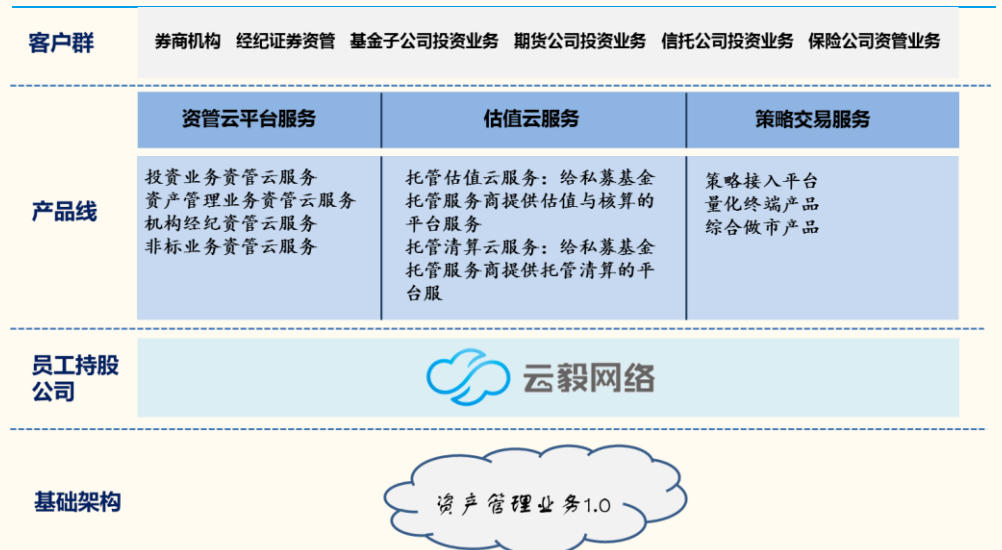 客户群
券商机构 经纪证券资管 基金子公司投资业务 期货公司投资业务 信托公司投资业务 保险公司资管业务
产品线
资管云平台服务
投资业务资管云服务
资产管理业务资管云服务
机构经纪资管云服务
非标业务资管云服务
估值云服务
托管估值云服务：给私募基金
托管服务商提供估值与核算的
平台服务
托管清算云服务：给私募基金
托管服务商提供托管清算的平
台服
策略交易服务
策略接入平台
量化终端产品
综合做市产品
员工持股
公司
云毅网络
基础架构
资产管理业务1.0